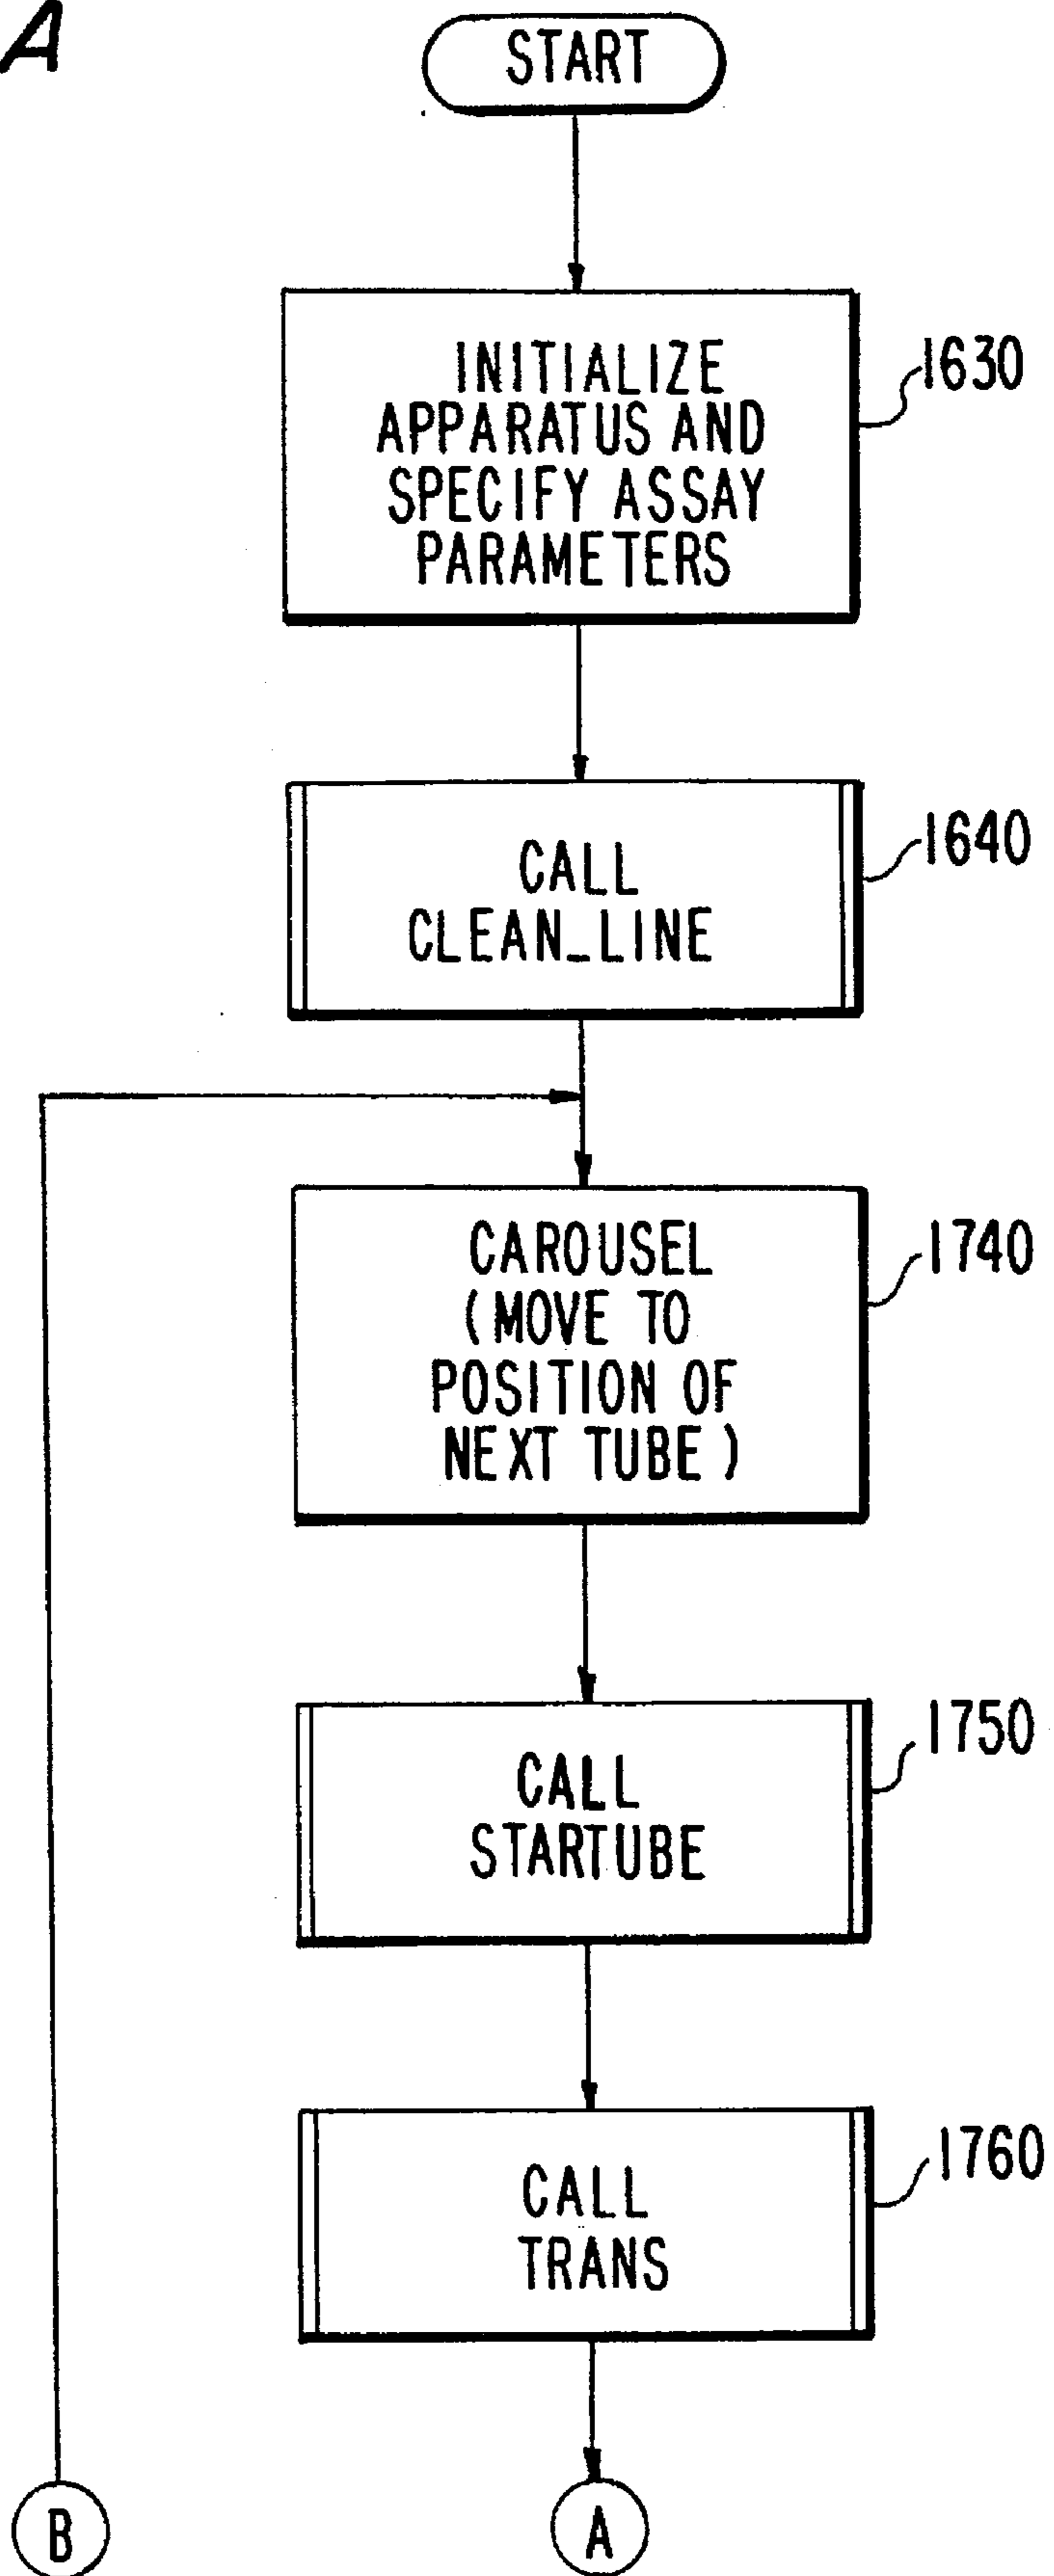 A
START
INITIALIZE
APPARATUS AND
SPECIFY ASSAY
PARAMETERS
1630
CALL
CLEAN_LINE
1640
CAROUSEL
(MOVE TO
POSITION OF
NEXT TUBE)
1740
CALL
STARTUBE
1750
CALL
TRANS
1760
B
A